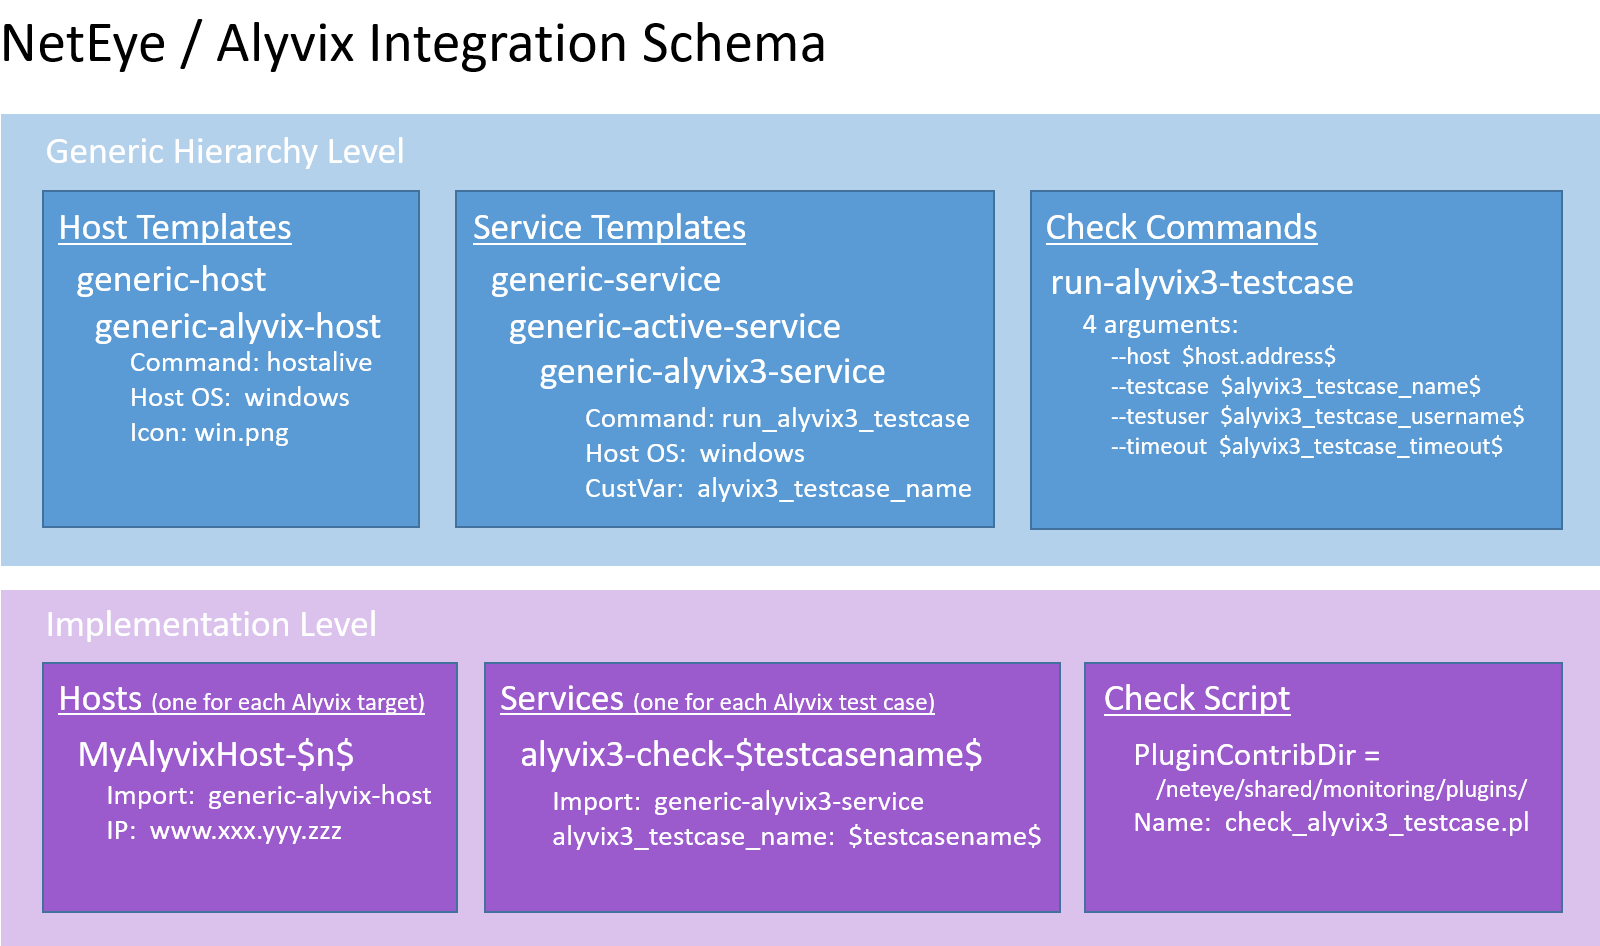 NetEye / Alyvix Integration Schema
Generic Hierarchy Level
Host Templates
generic-host
generic-alyvix-host
Command: hostalive
Host OS: windows
Icon: win.png
Service Templates
generic-service
generic-active-service
generic-alyvix3-service
Command: run_alyvix3_testcase
Host OS: windows
CustVar: alyvix3_testcase_name
Check Commands
run-alyvix3-testcase
4 arguments:
--host $host.address$
--testcase $alyvix3_testcase_name$
--testuser $alyvix3_testcase_username$
--timeout $alyvix3_testcase_timeout$
Implementation Level
Hosts (one for each Alyvix target)
MyAlyvixHost-$n$
Import: generic-alyvix-host
IP: www.xxx.yyy.zzz
Services (one for each Alyvix test case)
alyvix3-check-$testcasename$
Import: generic-alyvix3-service
alyvix3_testcase_name: $testcasename$
Check Script
PluginContribDir =
/neteye/shared/monitoring/plugins/
Name: check_alyvix3_testcase.pl